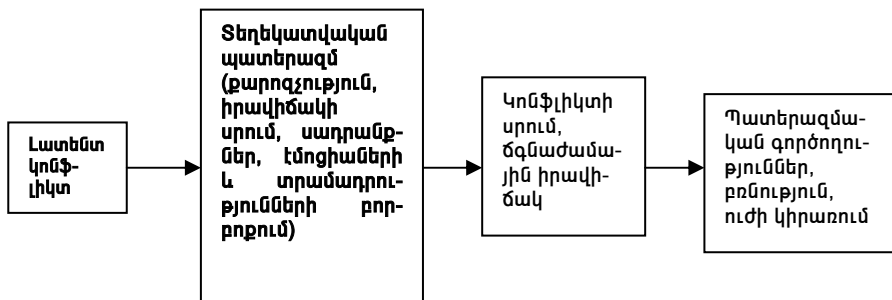 Լատենտ
կոնֆ-
լիկտ
Տեղեկատվական
պատերազմ
(քարոզչություն,
իրավիճակի
սրում, սադրանք-
ներ, էմոցիաների
և տրամադրու-
թյունների բոր-
բոքում)
Կոնֆլիկտի
սրում,
ճգնաժամա-
յին իրավի-
ճակ
Պատերազմա-
կան գործողու-
թյուններ,
բռնություն,
ուժի կիրառում